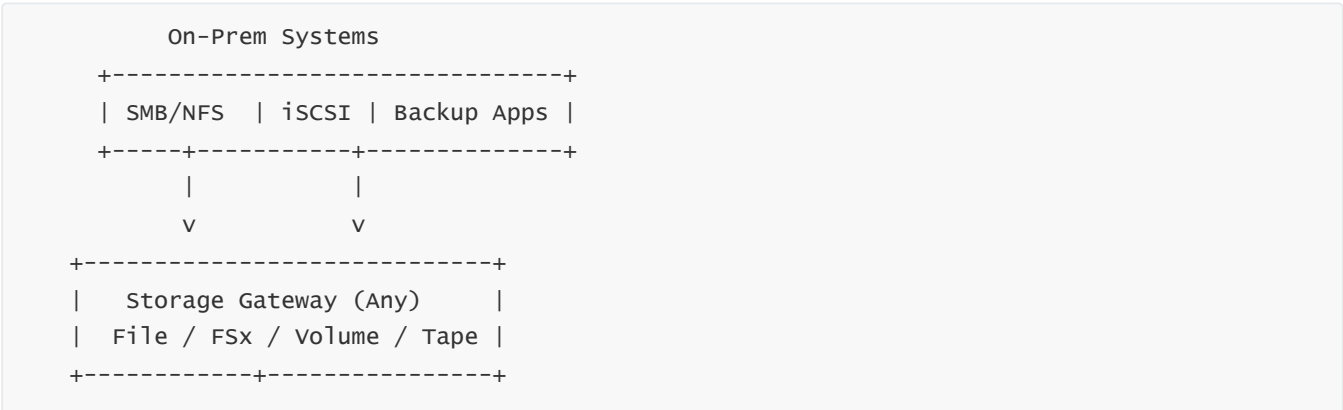 On-Prem Systems
    +--------------------------------+
    | SMB/NFS  | iSCSI | Backup Apps |
    +-----+-----------+--------------+
          |           |
          v           v
  +-----------------------------+
  |   Storage Gateway (Any)     |
  |  File / FSx / Volume / Tape |
  +------------+----------------+